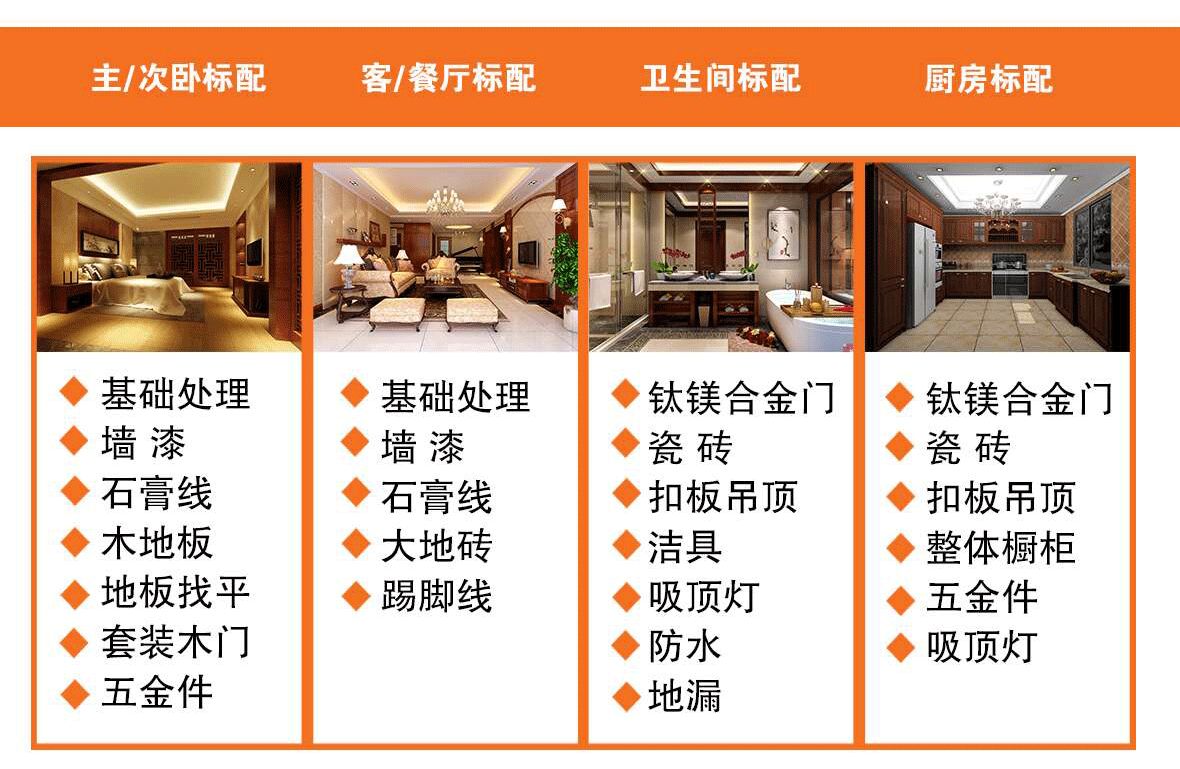 主/次卧标配
客/餐厅标配
卫生间标配
厨房标配
基础处理
墙 漆
石膏线
木地板
地板找平
套装木门
五金件
基础处理
墙 漆
石膏线
大地砖
踢脚线
钛镁合金门
瓷 砖
扣板吊顶
洁具
吸顶灯
防水
地漏
钛镁合金门
瓷 砖
扣板吊顶
整体橱柜
五金件
吸顶灯